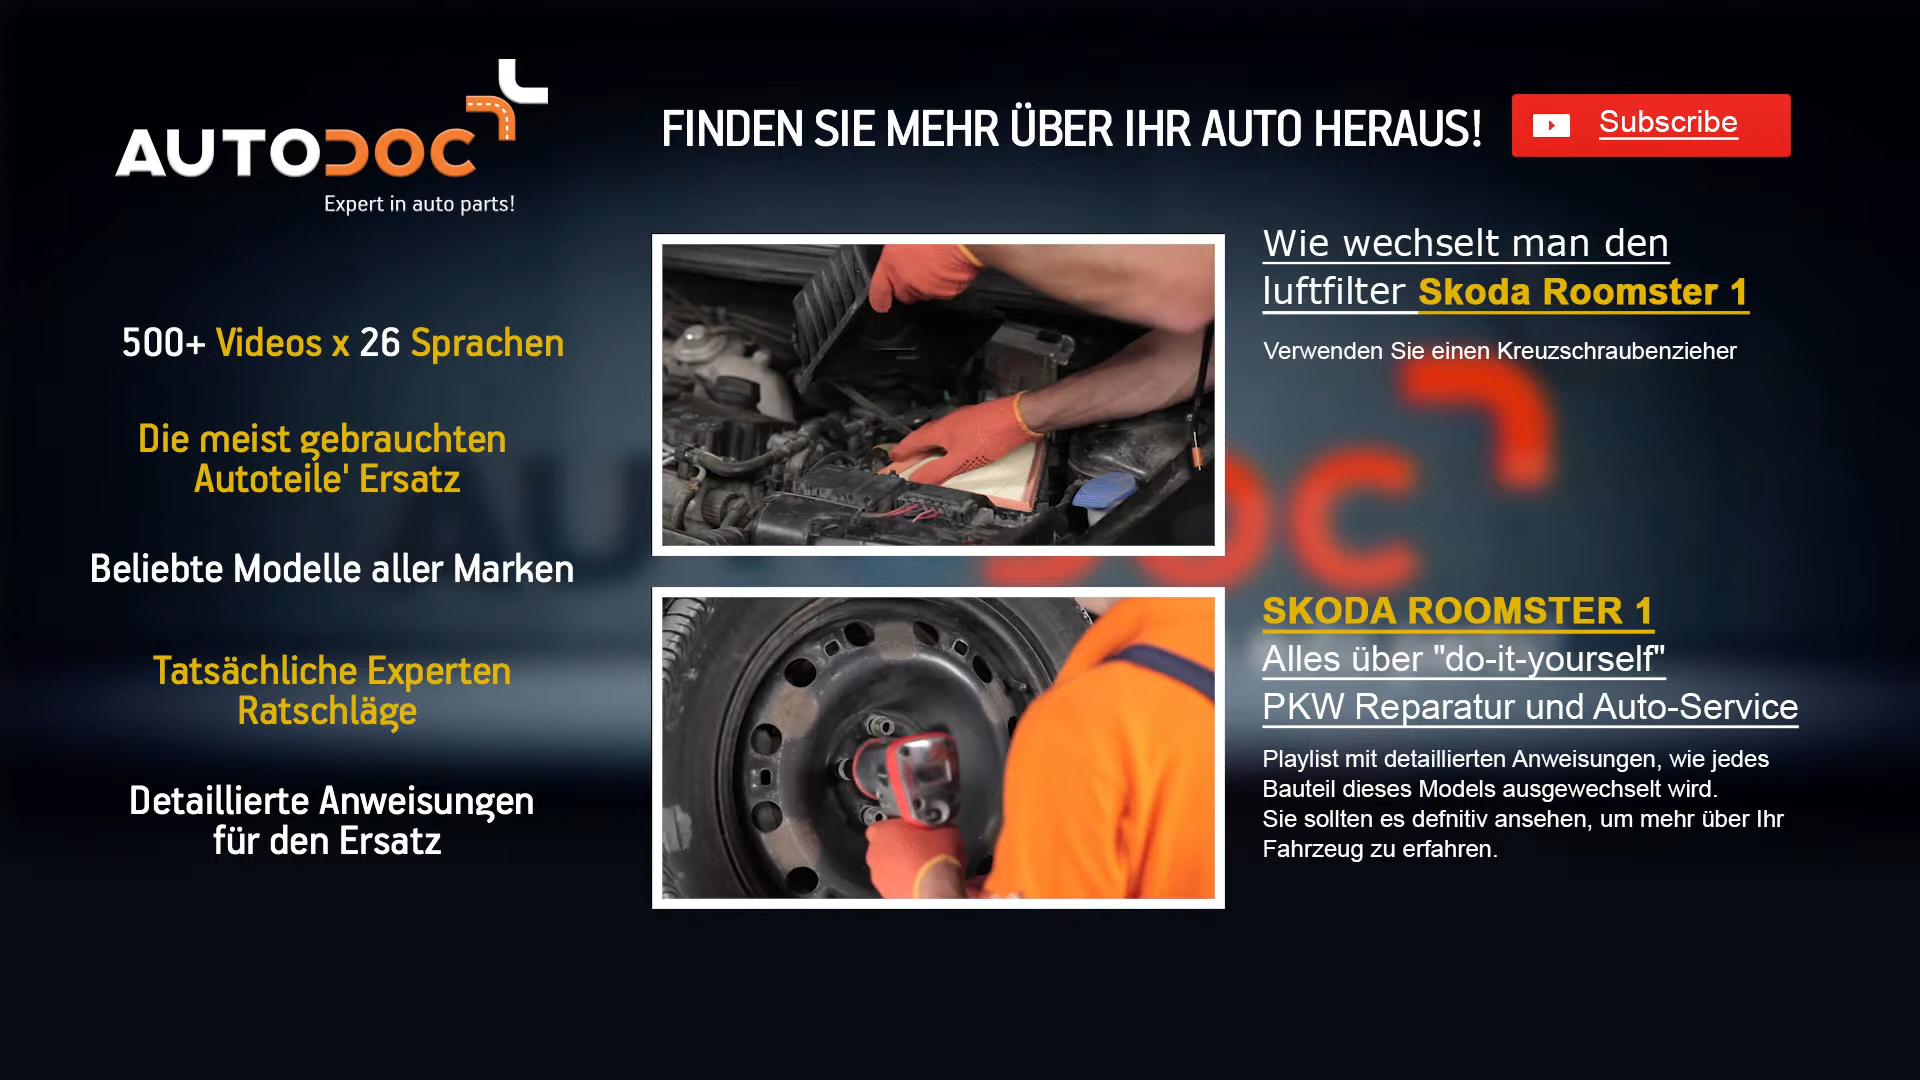 AUTODOC
Expert in auto parts!
FINDEN SIE MEHR ÜBER IHR AUTO HERAUS!
Subscribe
500+ Videos x 26 Sprachen
Die meist gebrauchten
Autoteile' Ersatz
Beliebte Modelle aller Marken
Tatsächliche Experten
Ratschläge
Detaillierte Anweisungen
für den Ersatz
Wie wechselt man den
luftfilter Skoda Roomster 1
Verwenden Sie einen Kreuzschraubenzieher
SKODA ROOMSTER 1
Alles über "do-it-yourself"
PKW Reparatur und Auto-Service
Playlist mit detaillierten Anweisungen, wie jedes
Bauteil dieses Models ausgewechselt wird.
Sie sollten es defnitiv ansehen, um mehr über Ihr
Fahrzeug zu erfahren.